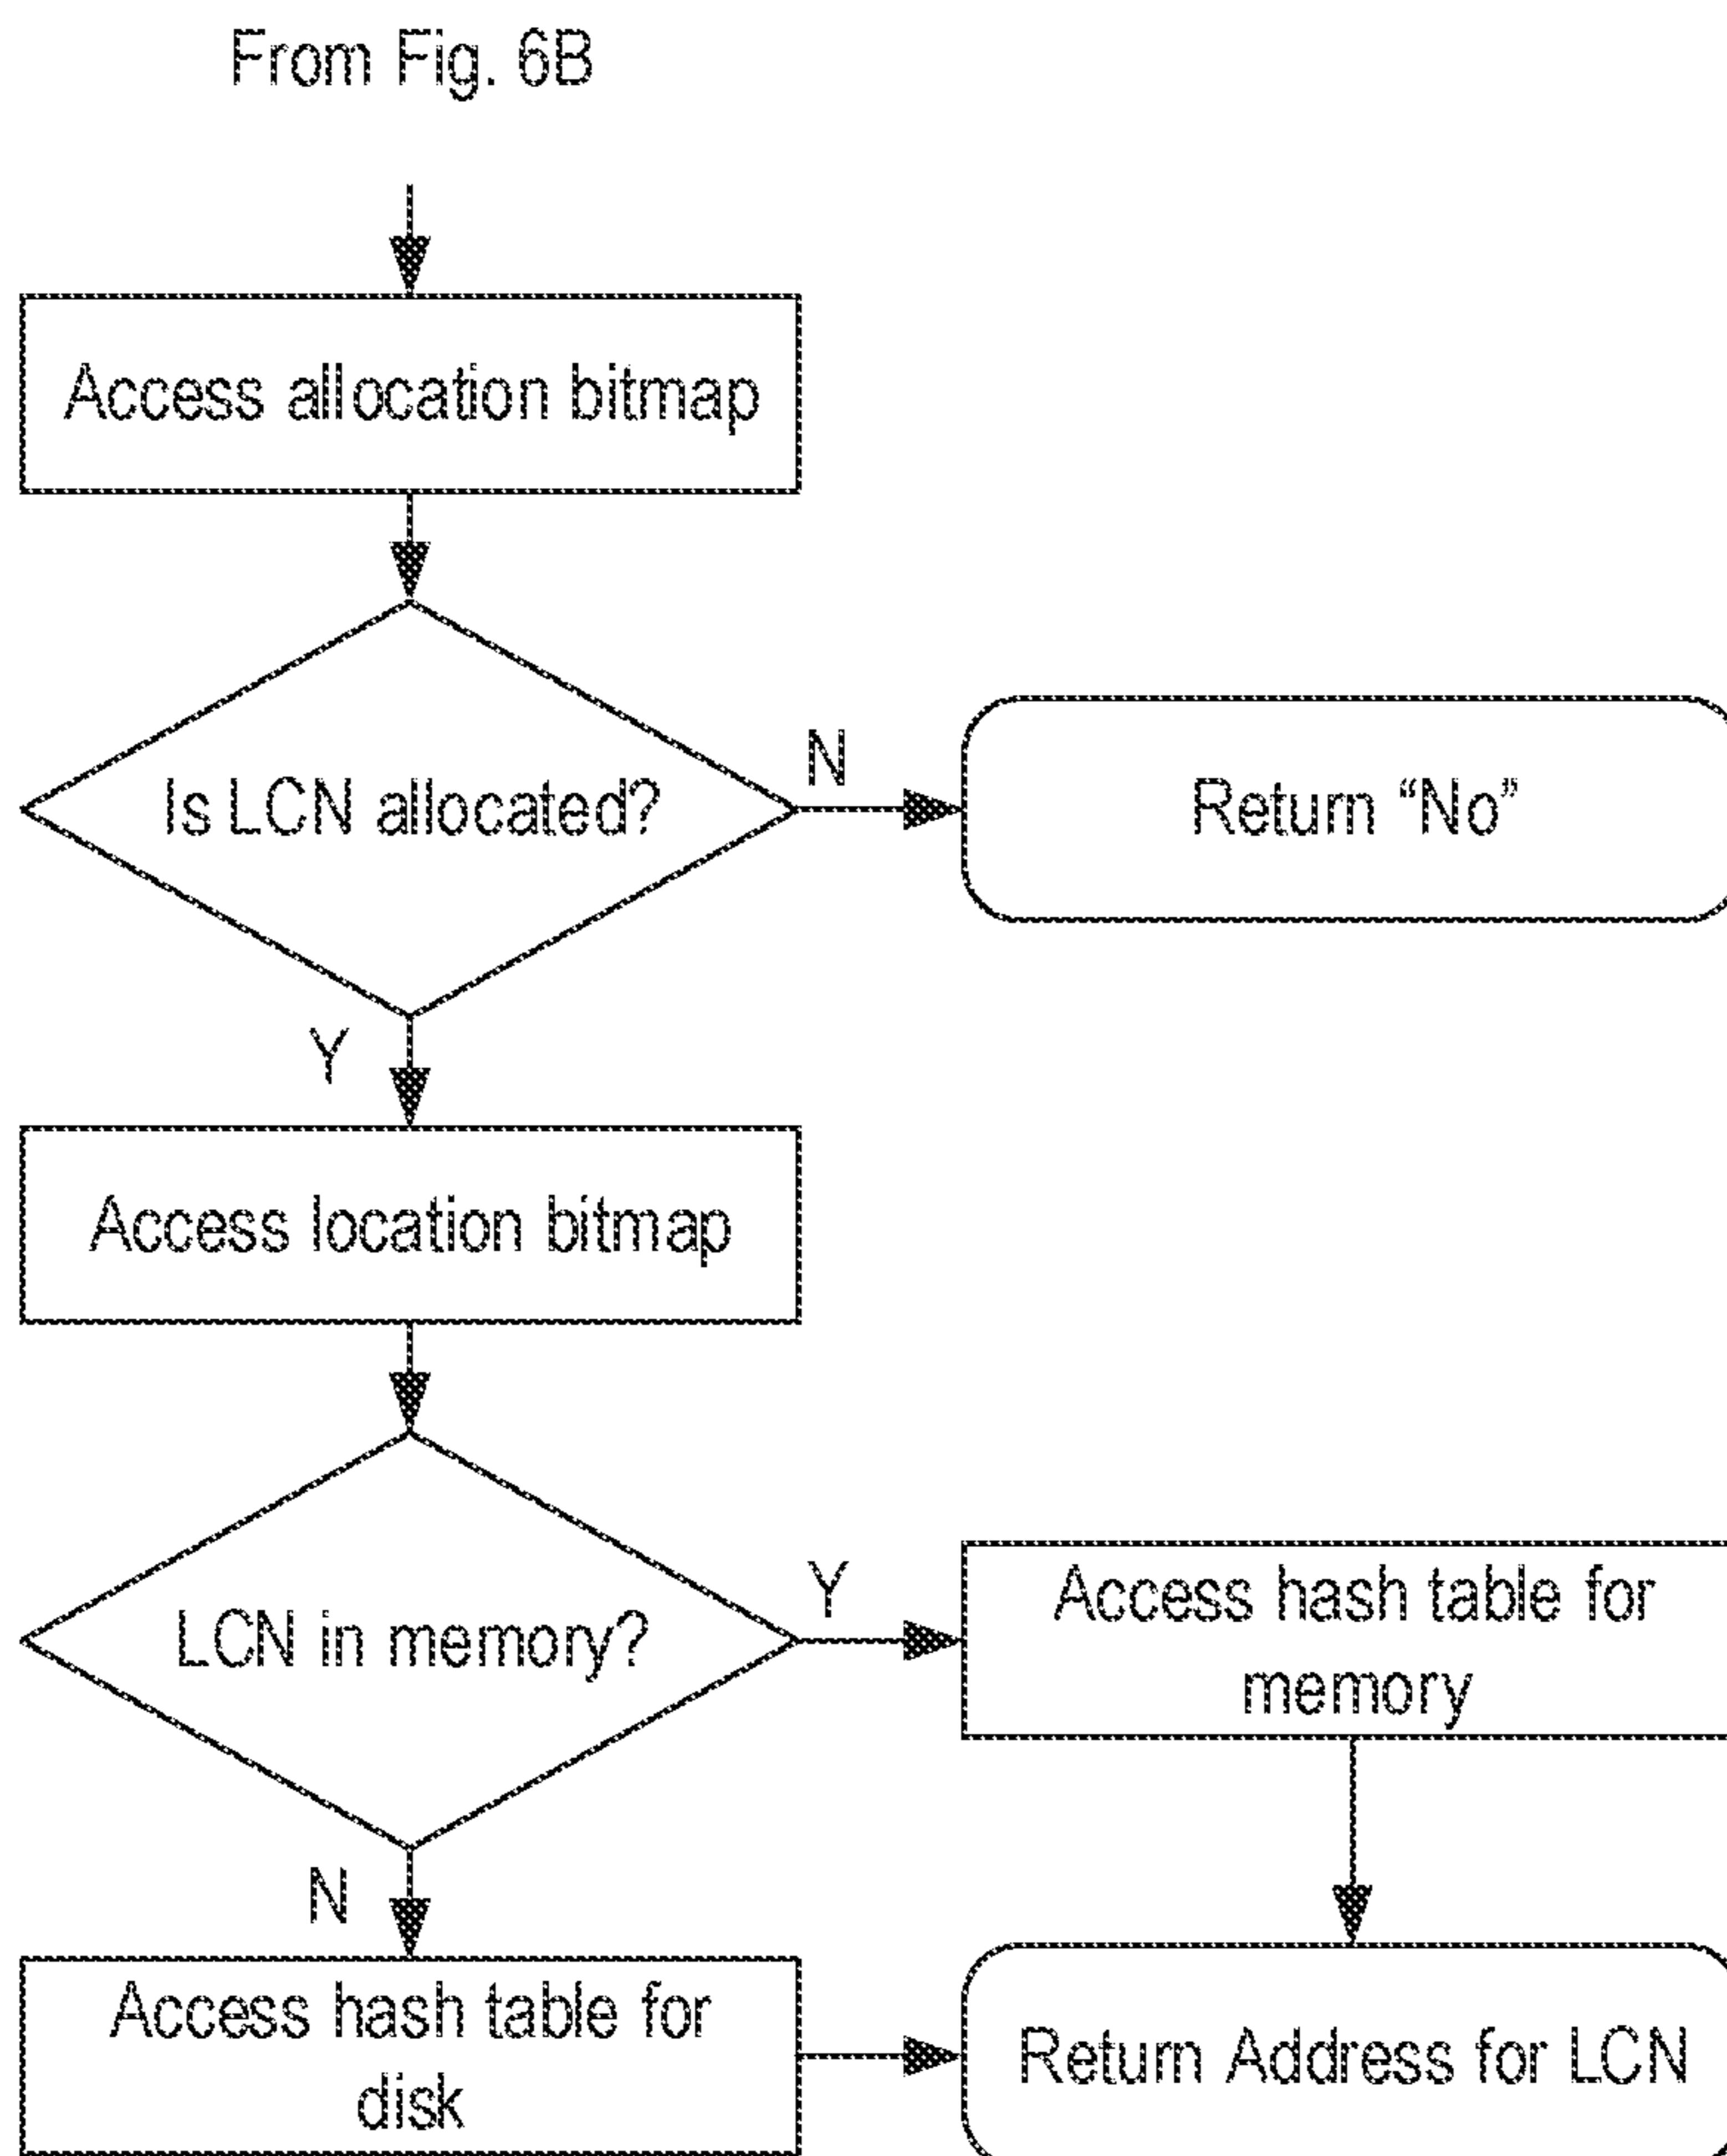 From Fig. 6B
Access allocation bitmap
Is LCN allocated?
N
Return “No”
Y
Access location bitmap
LCN in memory?
Y
Access hash table for
memory
N
Access hash table for
disk
Return Address for LCN